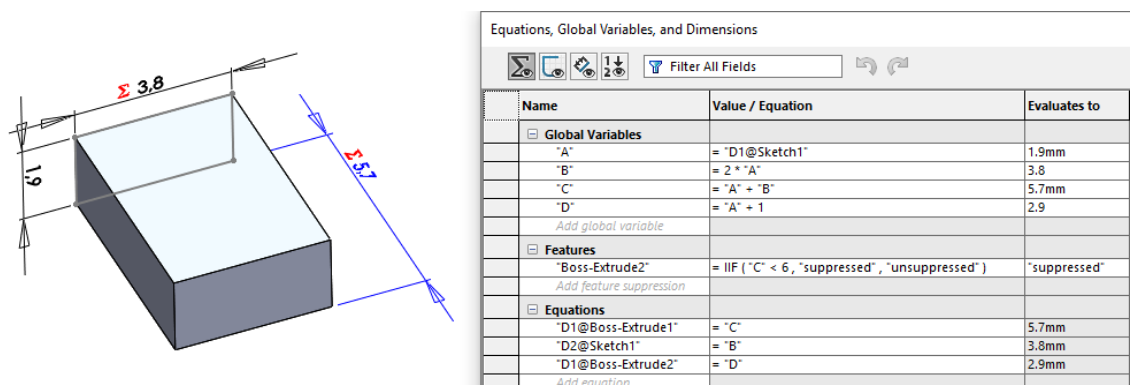 Σ 3,8
1,9
Σ 5,7
Equations, Global Variables, and Dimensions
Filter All Fields
Name Value / Equation Evaluates to
Global Variables
"A" = "D1@Sketch1" 1.9mm
"B" = 2 * "A" 3.8
"C" = "A" + "B" 5.7mm
"D" = "A" + 1 2.9
Add global variable
Features
"Boss-Extrude2" = IIF ( "C" < 6 , "suppressed" , "unsuppressed" ) "suppressed"
Add feature suppression
Equations
"D1@Boss-Extrude1" = "C" 5.7mm
"D2@Sketch1" = "B" 3.8mm
"D1@Boss-Extrude2" = "D" 2.9mm
Add equation